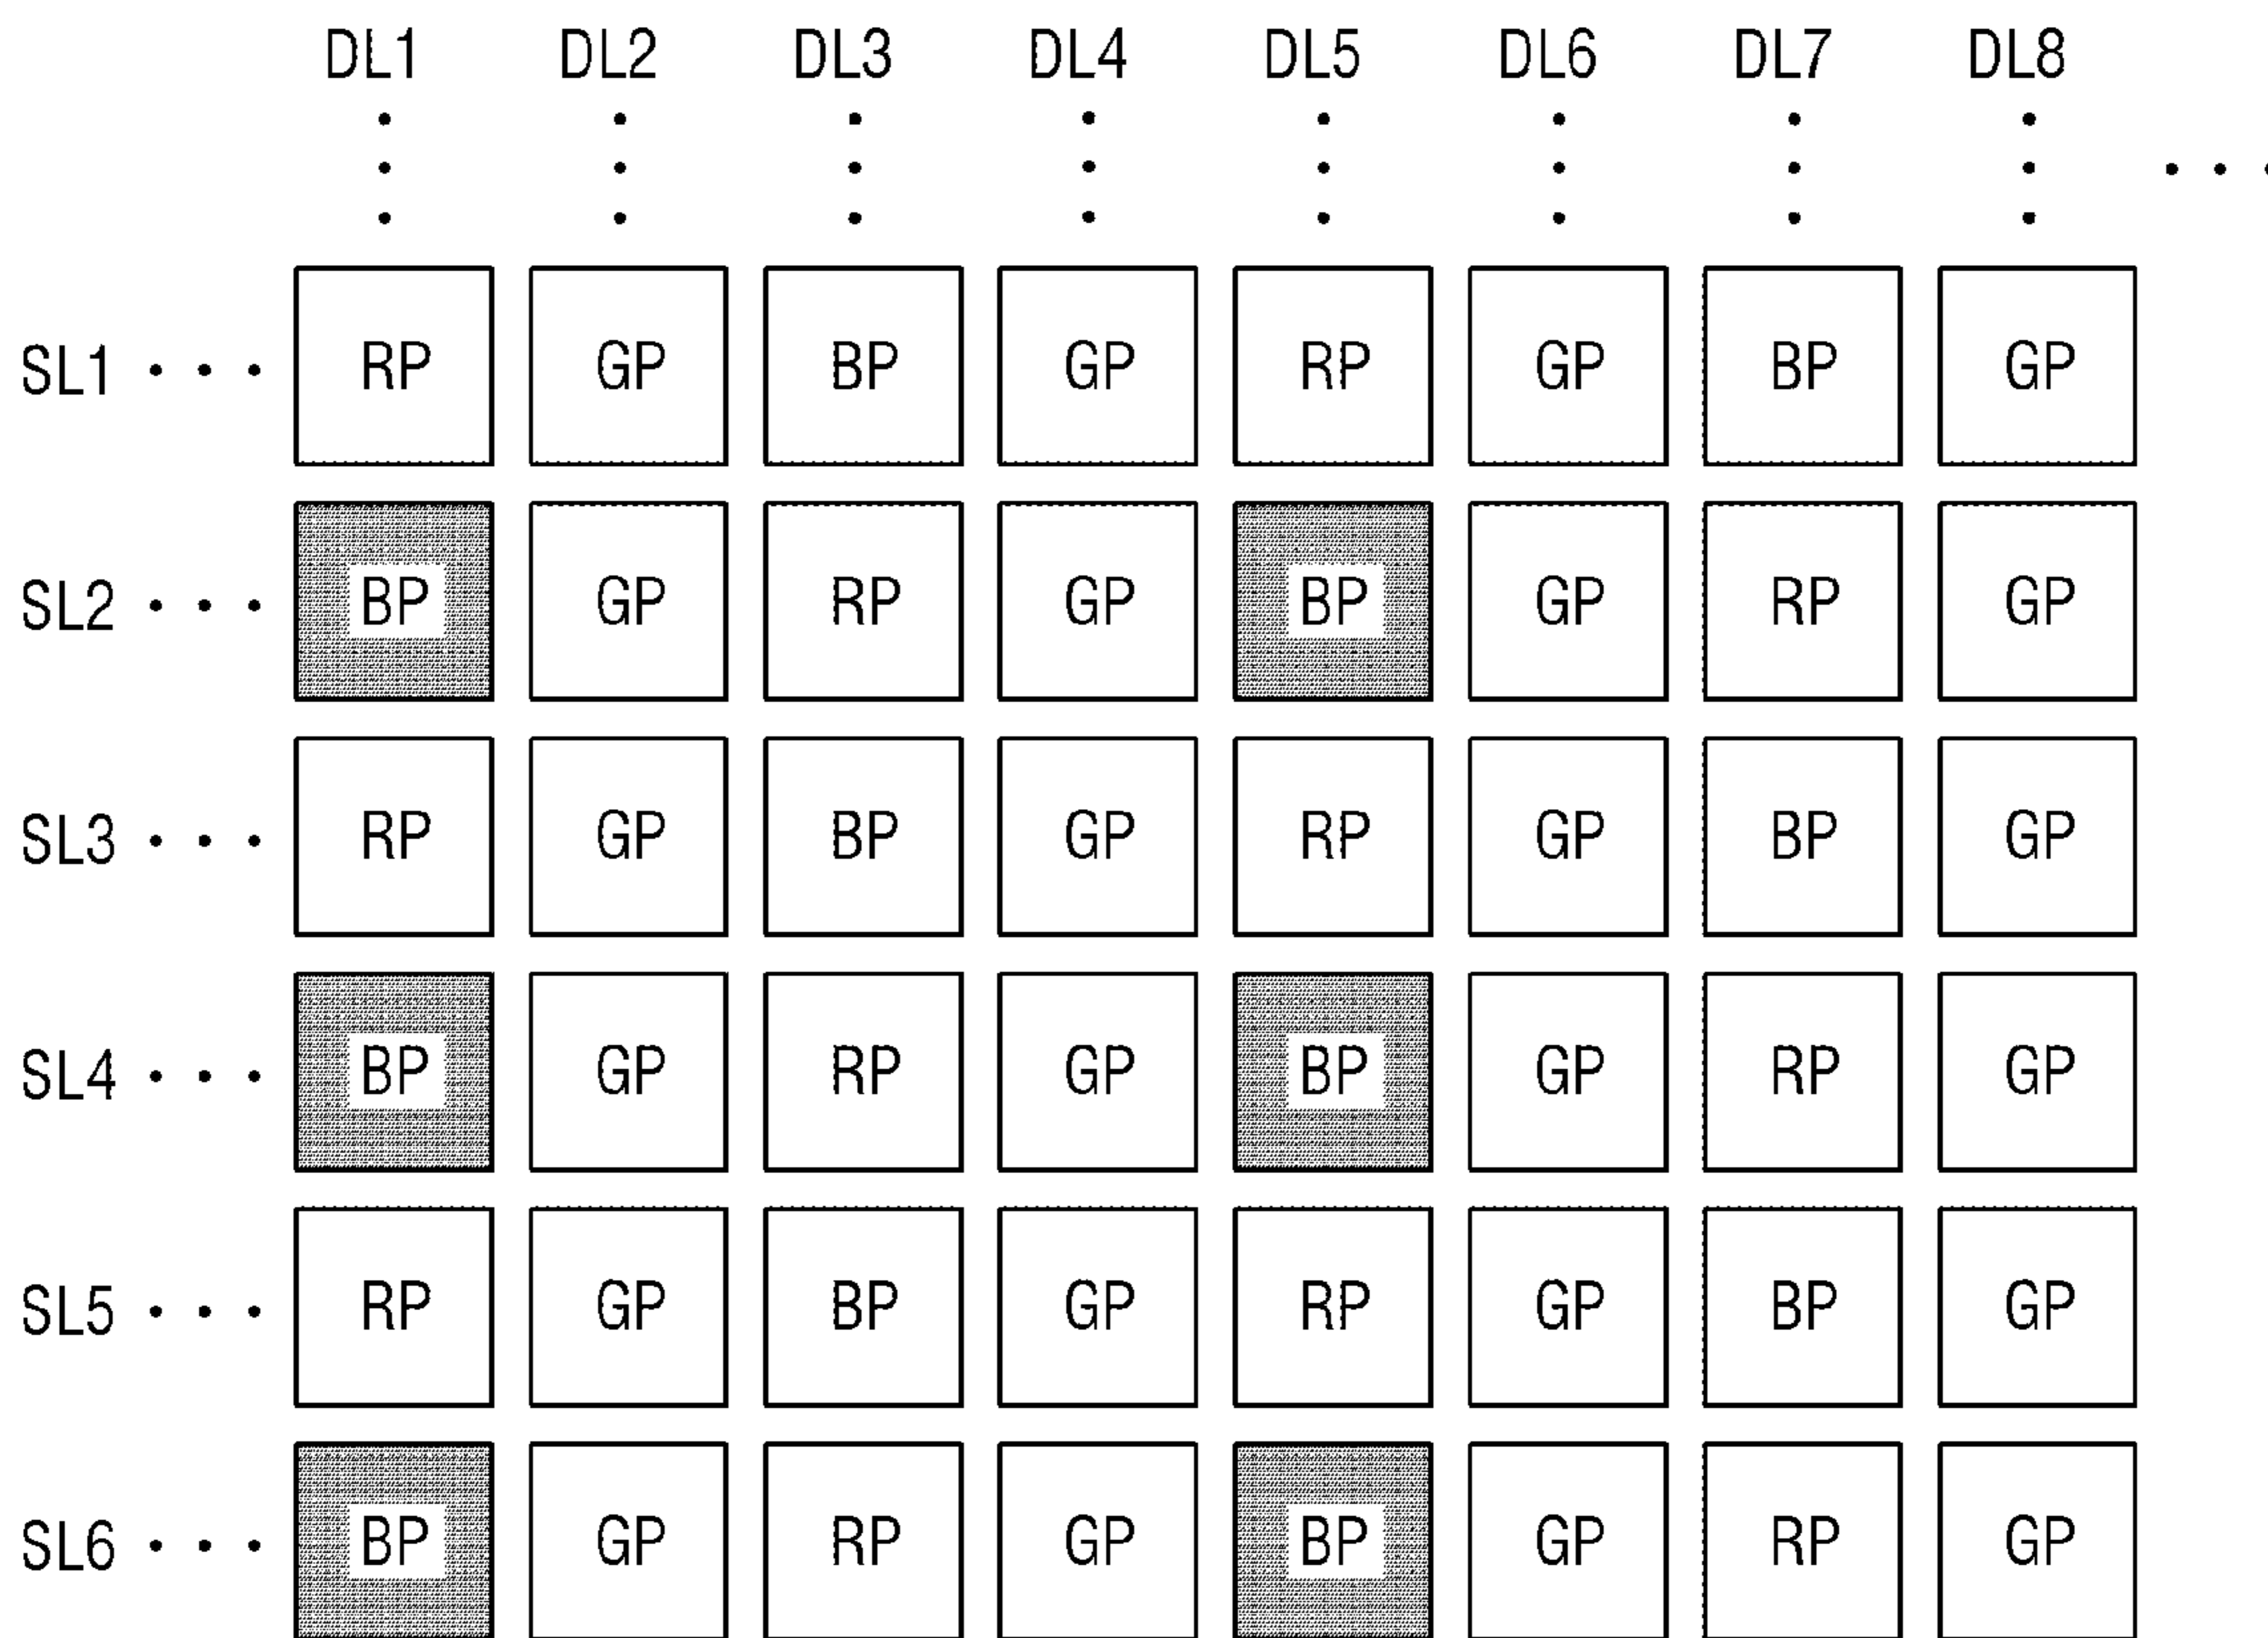 DL1 DL2 DL3 DL4 DL5 DL6 DL7 DL8
SL1 RP GP BP GP RP GP BP GP
SL2 BP GP RP GP BP GP RP GP
SL3 RP GP BP GP RP GP BP GP
SL4 BP GP RP GP BP GP RP GP
SL5 RP GP BP GP RP GP BP GP
SL6 BP GP RP GP BP GP RP GP